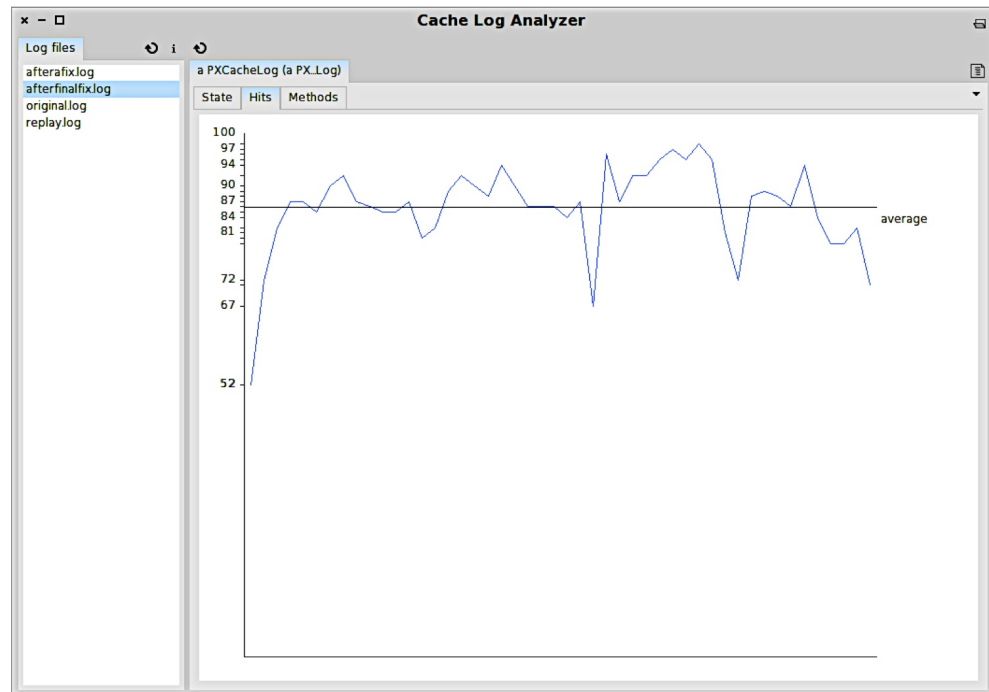 Cache Log Analyzer
Log files
i
afterafix.log
afterfinalfix.log
original.log
replay.log
a PXCacheLog (a PX..Log)
State Hits Methods
100
97
94
90
87
84
81
72
67
52
average